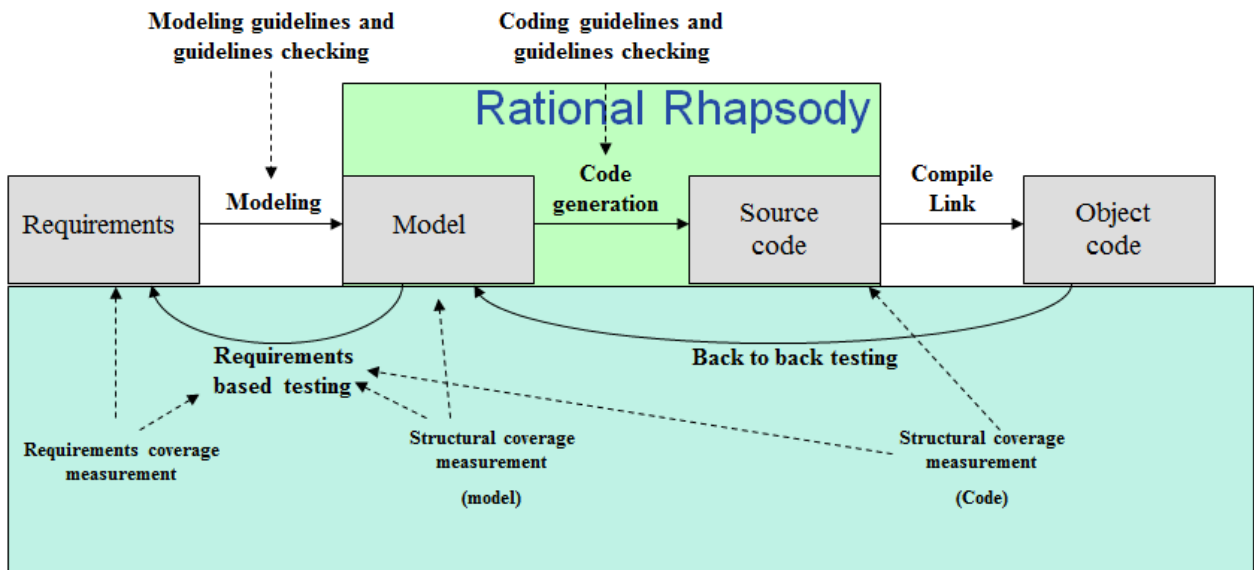 Modeling guidelines and
guidelines checking
Coding guidelines and
guidelines checking
Rational Rhapsody
Requirements
Modeling
Model
Code
generation
Source
code
Compile
Link
Object
code
Requirements
based testing
Back to back testing
Requirements coverage
measurement
Structural coverage
measurement
(model)
Structural coverage
measurement
(Code)